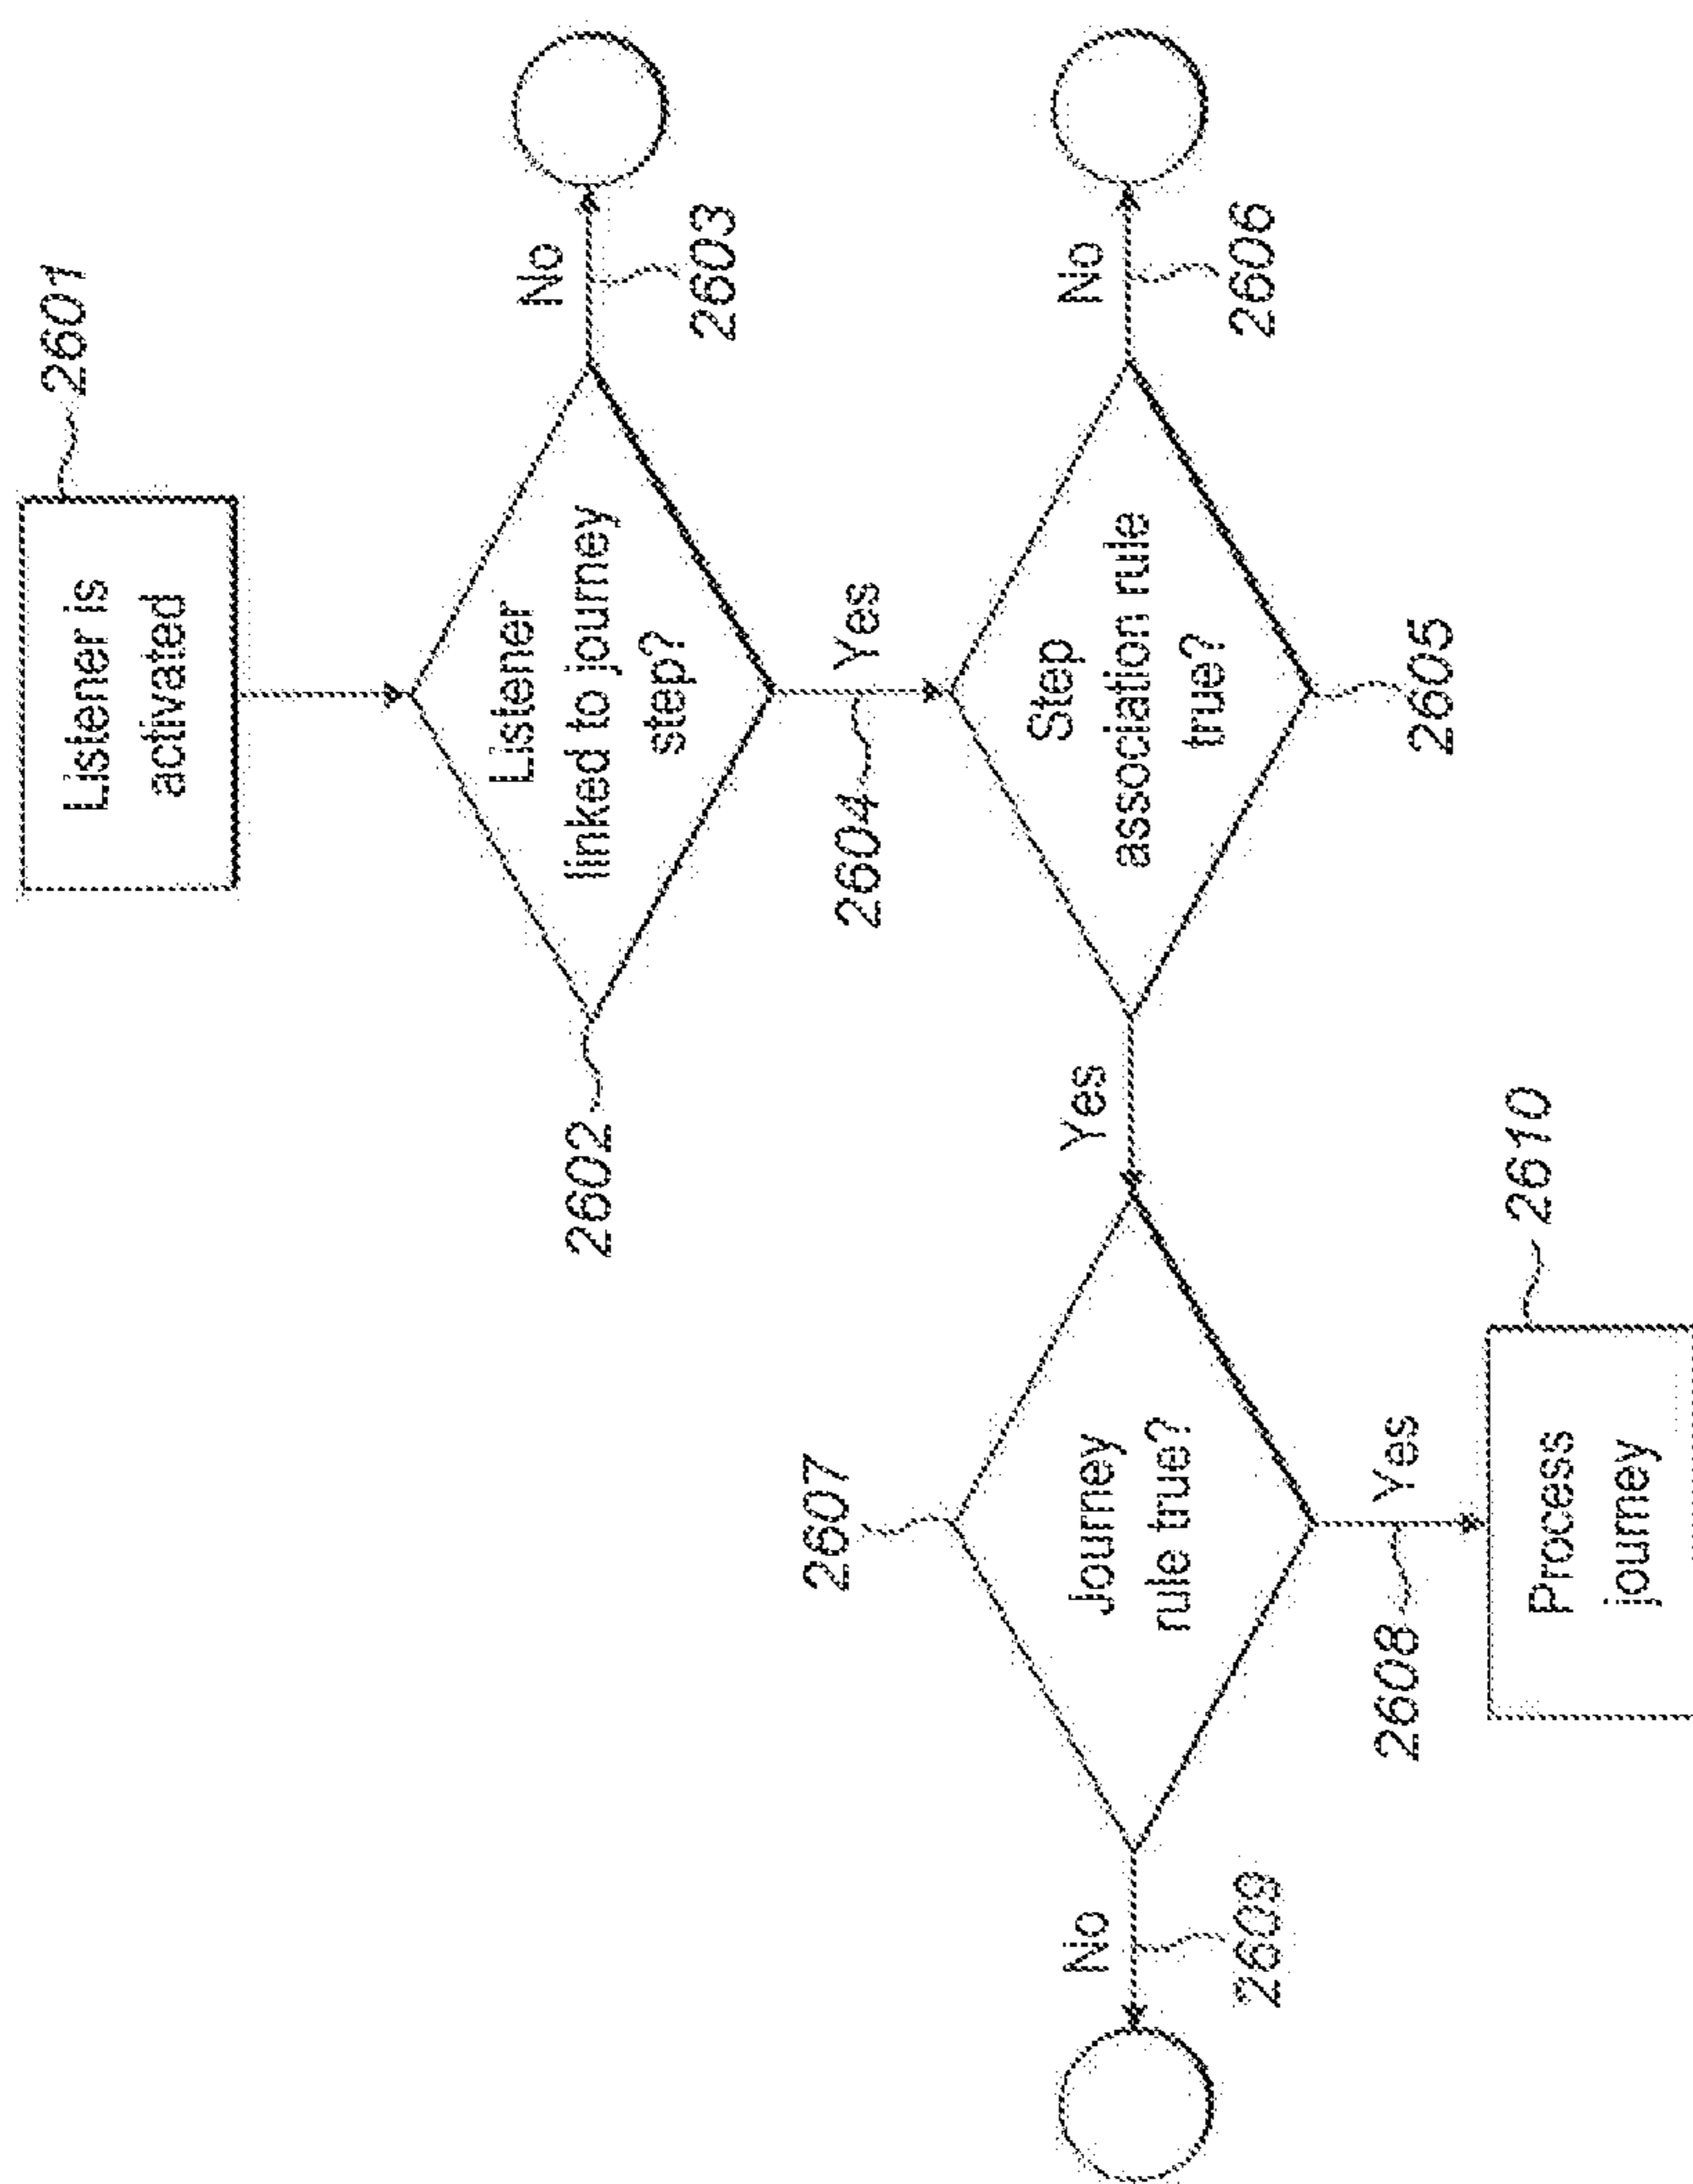 Listener is
activated
2601
Listener
linked to journey
step?
2602
No
2603
2604
Yes
Step
association rule
true?
2605
No
2606
Yes
2607
Journey
rule true?
No
2609
2608
Yes
Process
journey
2610